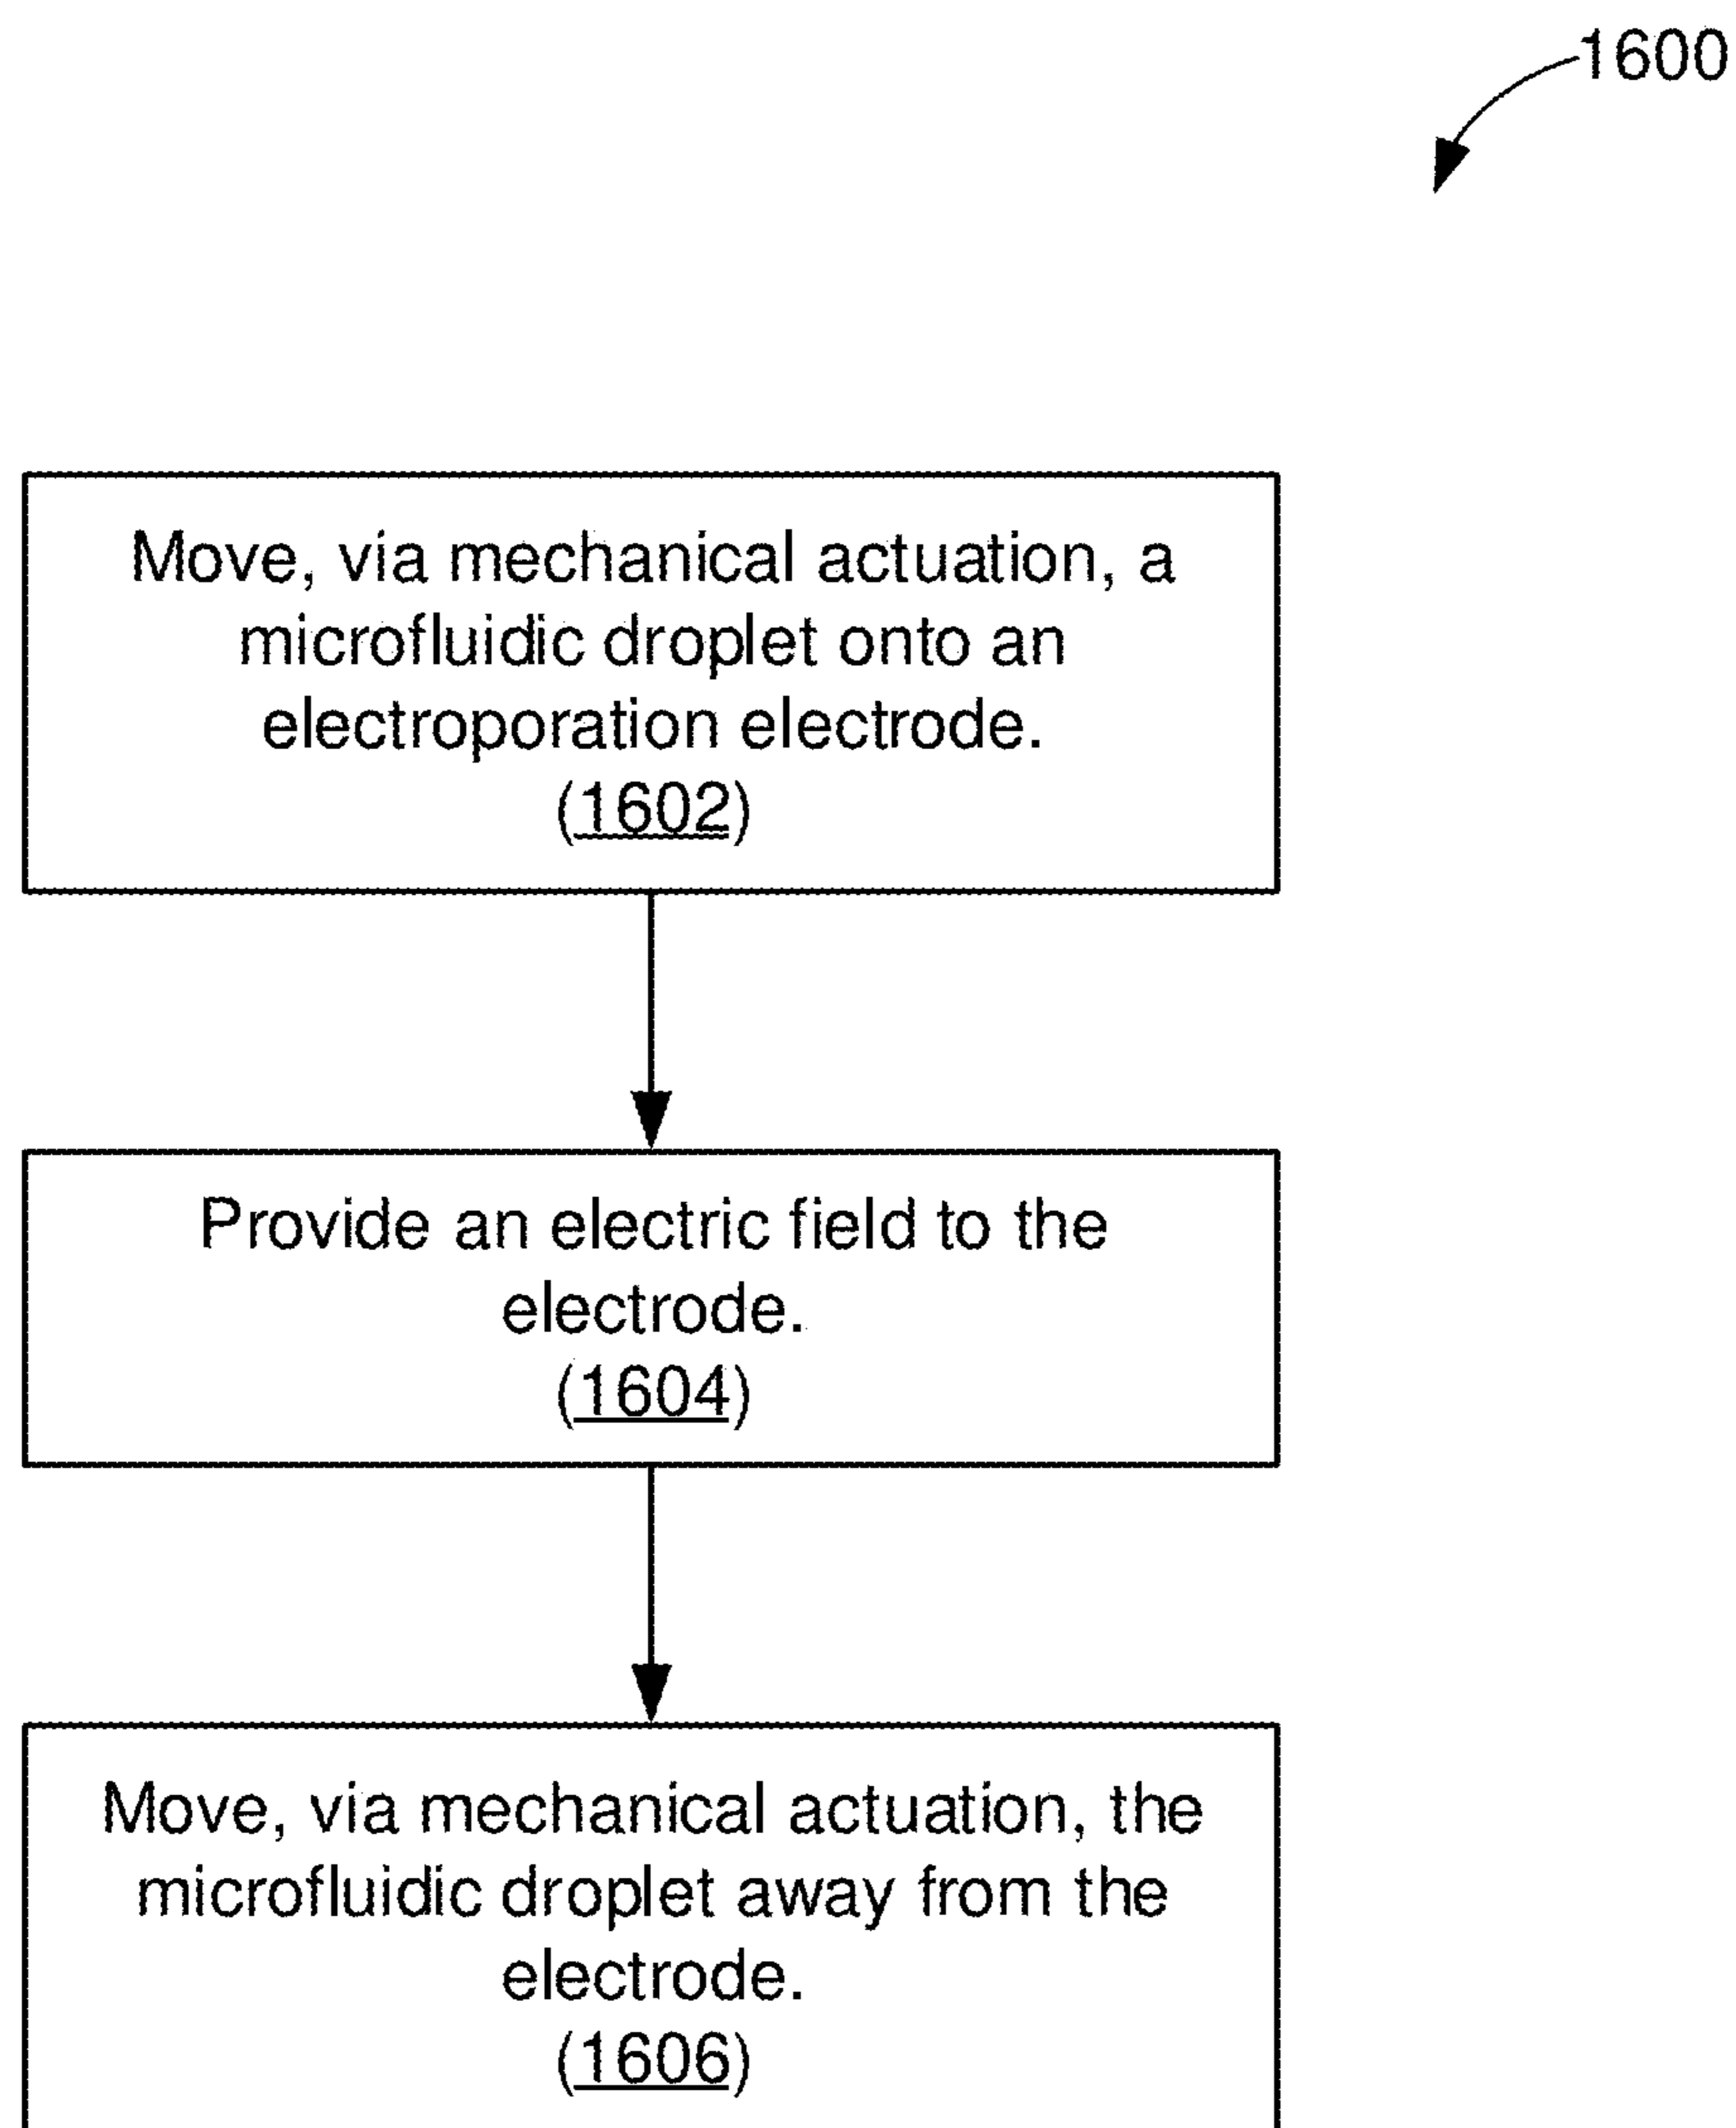 1600
Move, via mechanical actuation, a
microfluidic droplet onto an
electroporation electrode.
(1602)
Provide an electric field to the
electrode.
(1604)
Move, via mechanical actuation, the
microfluidic droplet away from the
electrode.
(1606)